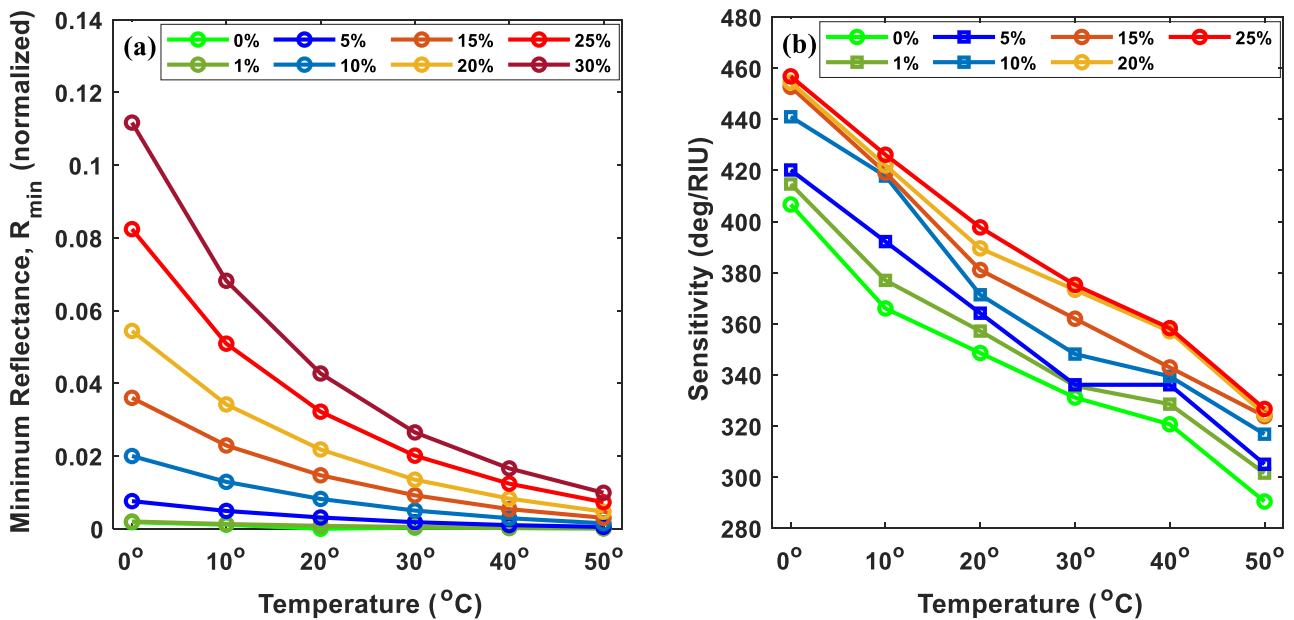 (a)
0% 5% 15% 25%
1% 10% 20% 30%
0.14
0.12
0.1
0.08
0.06
0.04
0.02
0
Minimum Reflectance, R_min (normalized)
0° 10° 20° 30° 40° 50°
Temperature (°C)
(b)
0% 5% 15% 25%
1% 10% 20%
480
460
440
420
400
380
360
340
320
300
280
Sensitivity (deg/RIU)
0° 10° 20° 30° 40° 50°
Temperature (°C)